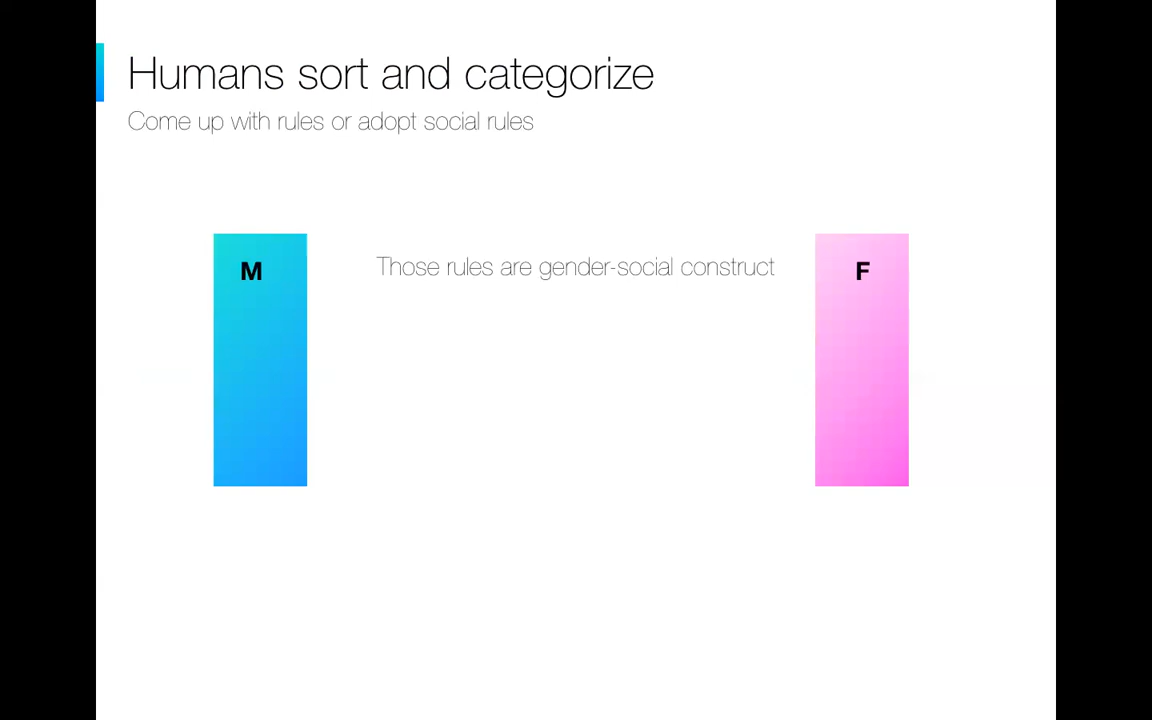 Humans sort and categorize
Come up with rules or adopt social rules
M
Those rules are gender-social construct
F